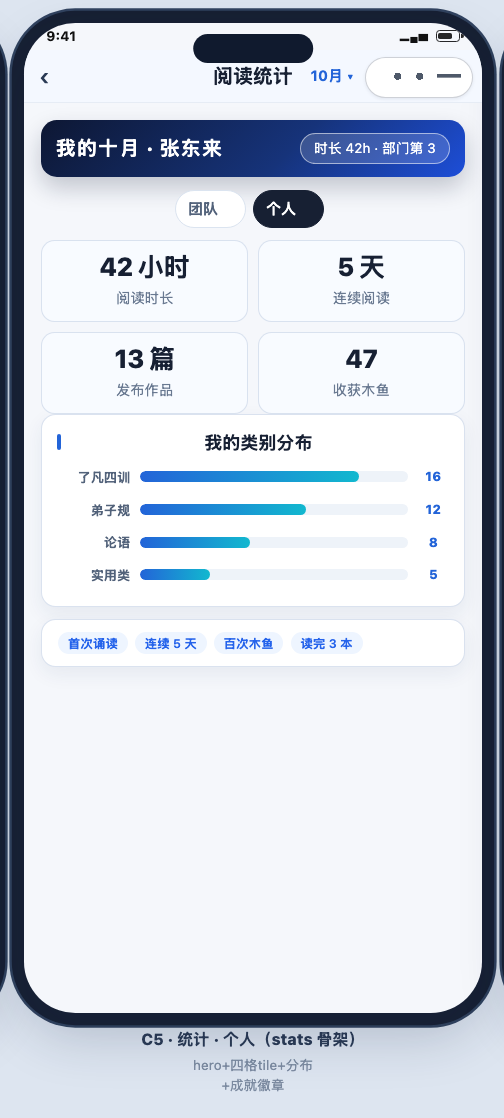 9:41
‹ 阅读统计 10月 ▾
我的十月 · 张东来 时长 42h · 部门第 3
团队 个人
42 小时 5 天
阅读时长 连续阅读
13 篇 47
发布作品 收获木鱼
我的类别分布
了凡四训 16
弟子规 12
论语 8
实用类 5
首次诵读 连续 5 天 百次木鱼 读完 3 本
C5 · 统计 · 个人（stats 骨架）
hero+四格tile+分布
+成就徽章